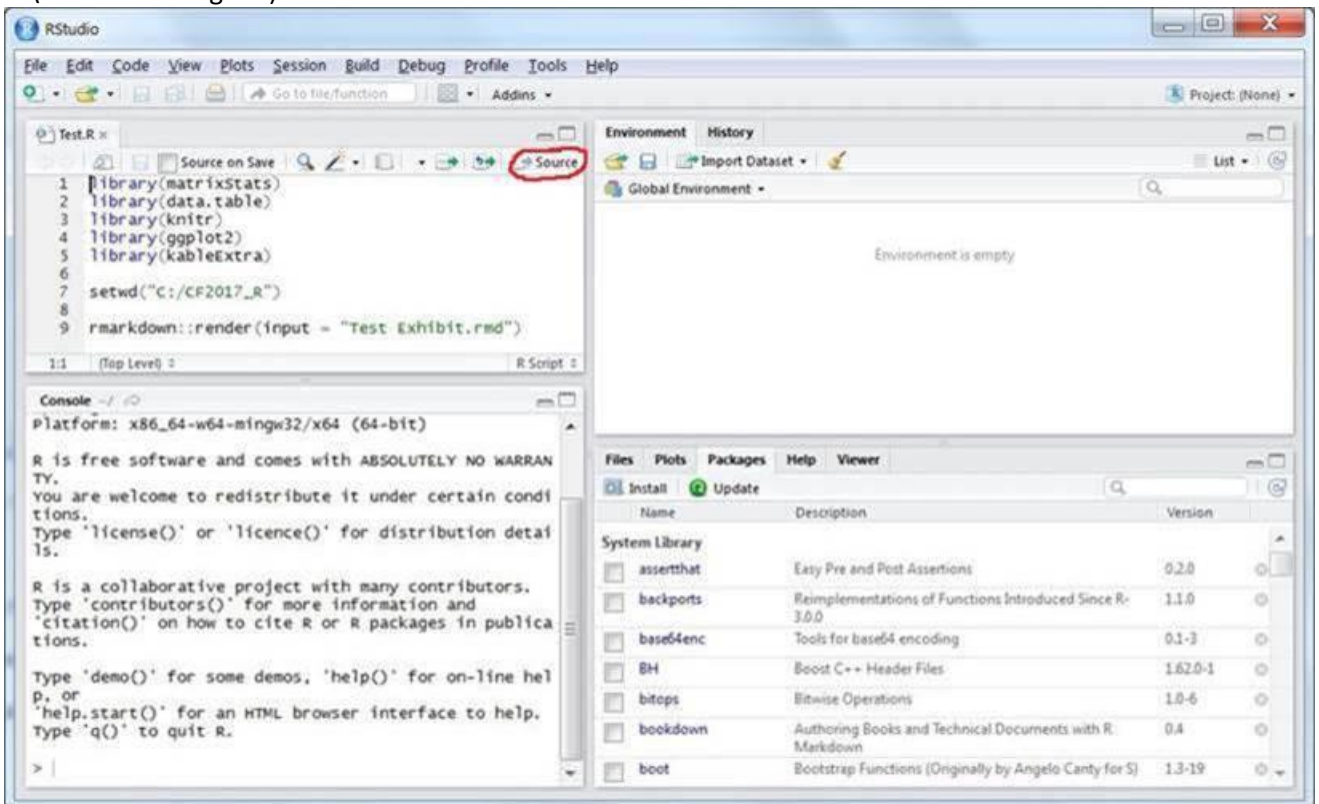 RStudio
File Edit Code View Plots Session Build Debug Profile Tools Help
Go to file/function Addins Project: (None)
Test.R
Source on Save Source
1 library(matrixStats)
2 library(data.table)
3 library(knitr)
4 library(ggplot2)
5 library(kableExtra)
6
7 setwd("C:/CF2017_R")
8
9 rmarkdown::render(input = "Test Exhibit.rmd")
1:1 (Top Level) R Script
Console ~/
Platform: x86_64-w64-mingw32/x64 (64-bit)
R is free software and comes with ABSOLUTELY NO WARRAN
TY.
You are welcome to redistribute it under certain condi
tions.
Type 'license()' or 'licence()' for distribution detai
ls.
R is a collaborative project with many contributors.
Type 'contributors()' for more information and
'citation()' on how to cite R or R packages in publica
tions.
Type 'demo()' for some demos, 'help()' for on-line hel
p, or
'help.start()' for an HTML browser interface to help.
Type 'q()' to quit R.
>
Environment History
Import Dataset List
Global Environment
Environment is empty
Files Plots Packages Help Viewer
Install Update
Name Description Version
System Library
assertthat Easy Pre and Post Assertions 0.2.0
backports Reimplementations of Functions Introduced Since R-
3.0.0 1.1.0
base64enc Tools for base64 encoding 0.1-3
BH Boost C++ Header Files 1.62.0-1
bitops Bitwise Operations 1.0-6
bookdown Authoring Books and Technical Documents with R
Markdown 0.4
boot Bootstrap Functions (Originally by Angelo Canty for S) 1.3-19